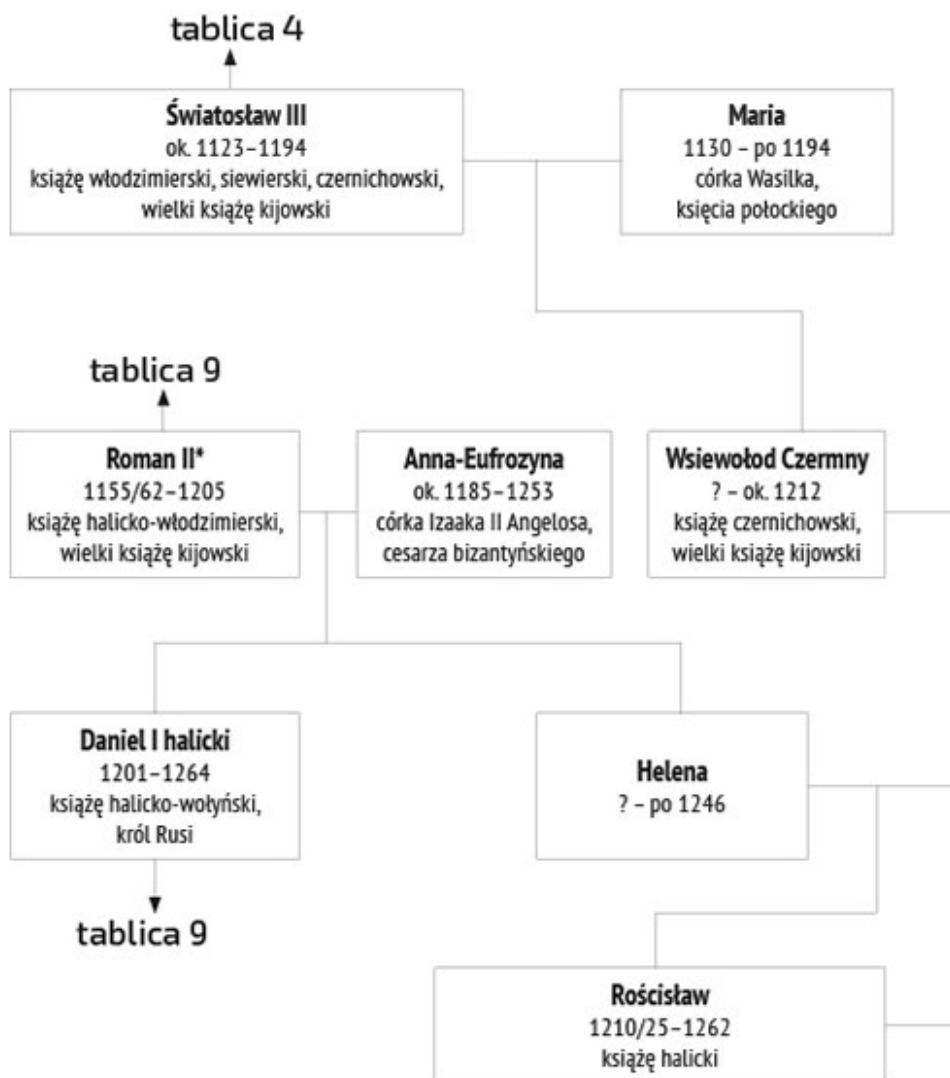 tablica 4
Światosław III
ok. 1123–1194
książę włodzimierski, siewierski, czernichowski,
wielki książę kijowski
Maria
1130 – po 1194
córka Wasilka,
księcia połockiego
tablica 9
Roman II*
1155/62–1205
książę halicko-włodzimierski,
wielki książę kijowski
Anna-Eufrozyna
ok. 1185–1253
córka Izaaka II Angelosa,
cesarza bizantyńskiego
Wsiewołod Czermny
? – ok. 1212
książę czernichowski,
wielki książę kijowski
Daniel I halicki
1201–1264
książę halicko-wołyński,
król Rusi
Helena
? – po 1246
tablica 9
Rościsław
1210/25–1262
książę halicki